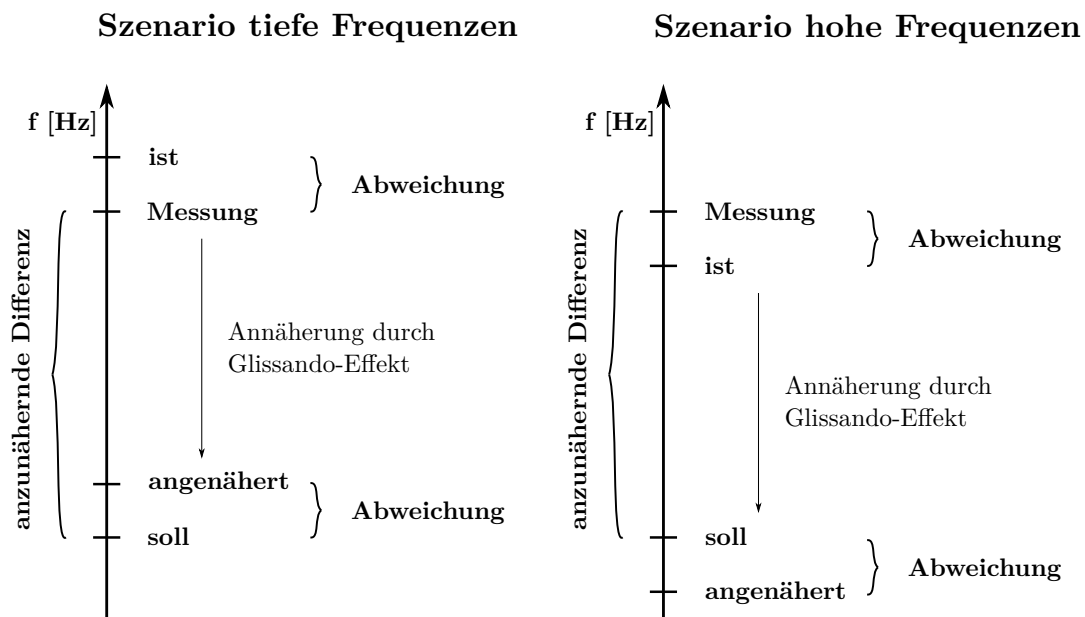 Szenario tiefe Frequenzen
f [Hz]
ist
Abweichung
Messung
anzunähernde Differenz
Annäherung durch
Glissando-Effekt
angenähert
Abweichung
soll
Szenario hohe Frequenzen
f [Hz]
Messung
Abweichung
ist
anzunähernde Differenz
Annäherung durch
Glissando-Effekt
soll
Abweichung
angenähert